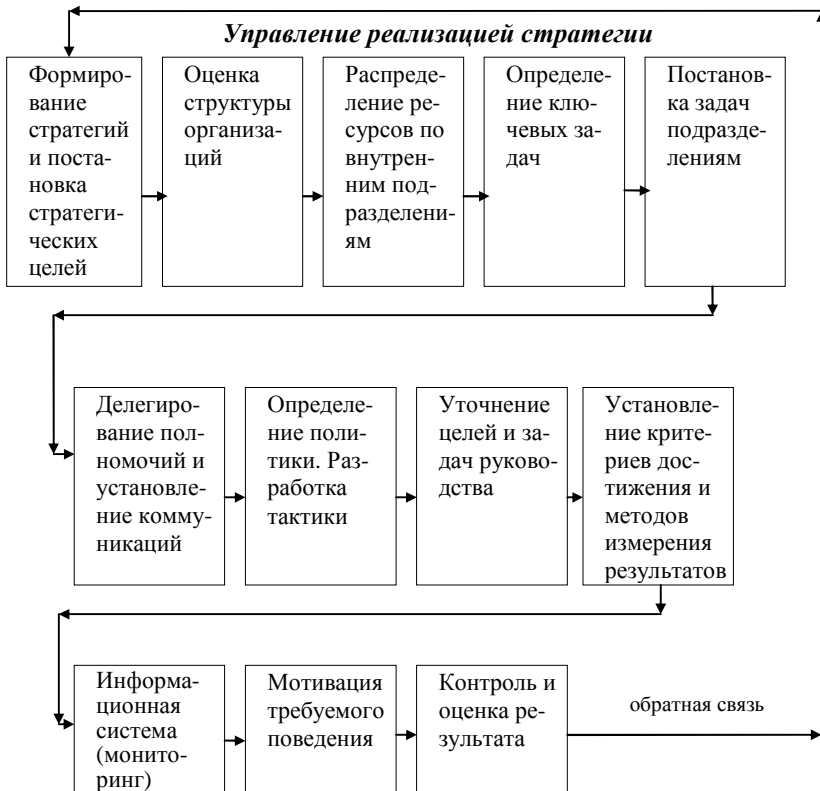 Управление реализацией стратегии
Формиро-
вание
стратегий
и поста-
новка
стратеги-
ческих
целей
Оценка
структуры
организа-
ций
Распреде-
ление ре-
сурсов по
внутрен-
ним под-
разделени-
ям
Определе-
ние клю-
чевых за-
дач
Постанов-
ка задач
подразде-
лениям
Делегиро-
вание пол-
номочий и
установле-
ние комму-
никаций
Определе-
ние поли-
тики. Раз-
работка
тактики
Уточнение
целей и за-
дач руково-
дства
Установле-
ние крите-
риев дос-
тижения и
методов
измерения
результатов
Информа-
ционная
система
(монито-
ринг)
Мотивация
требуемого
поведения
Контроль и
оценка ре-
зультата
обратная связь